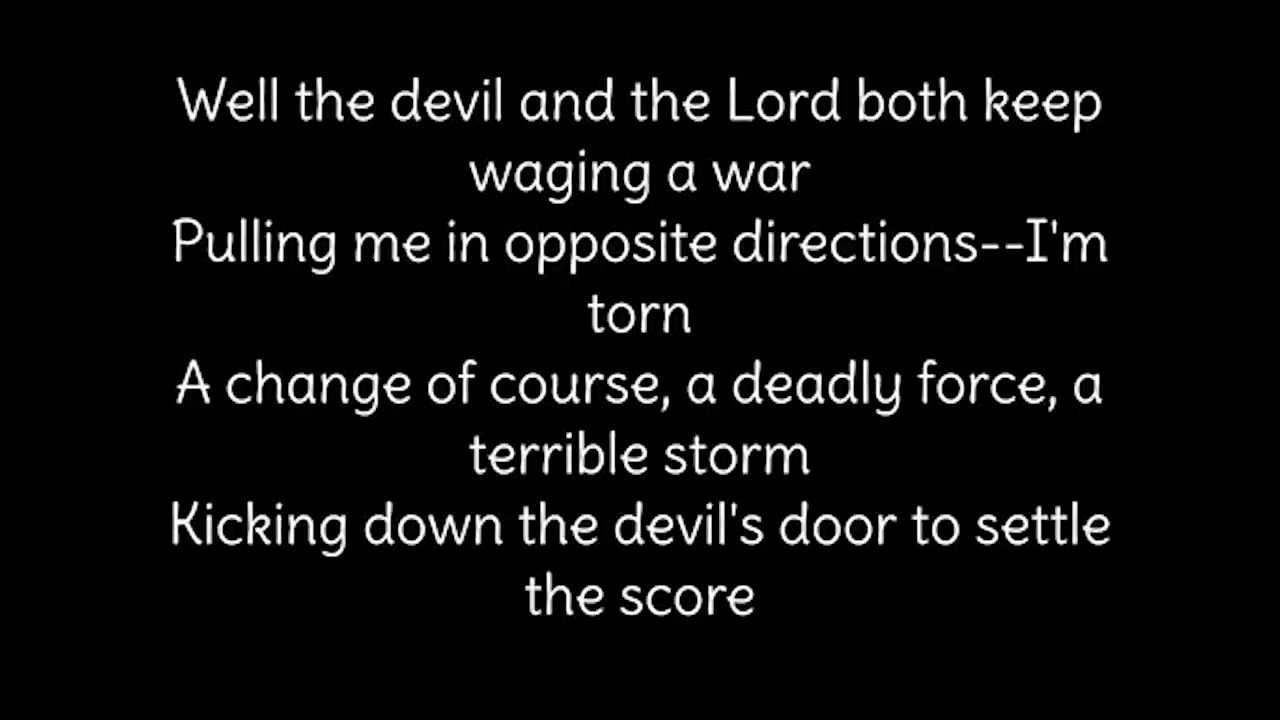 Well the devil and the Lord both keep
waging a war
Pulling me in opposite directions--I'm
torn
A change of course, a deadly force, a
terrible storm
Kicking down the devil's door to settle
the score